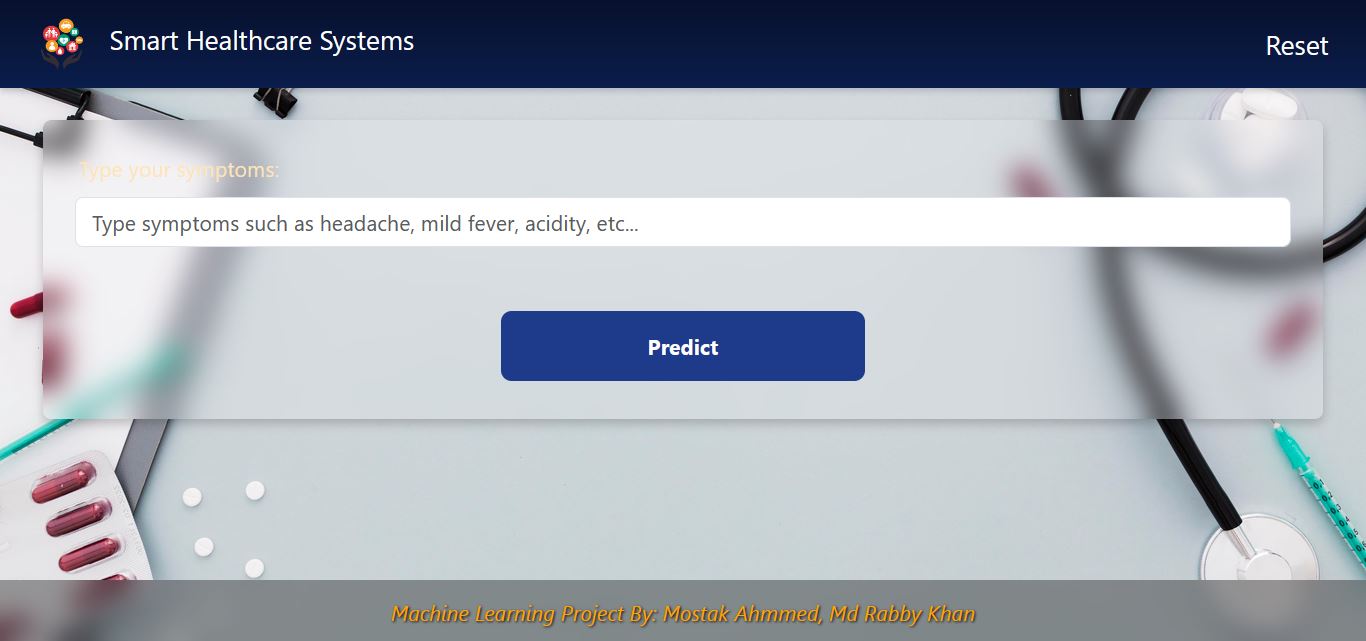 Smart Healthcare Systems
Reset
Type your symptoms:
Type symptoms such as headache, mild fever, acidity, etc...
Predict
Machine Learning Project By: Mostak Ahmmed, Md Rabby Khan